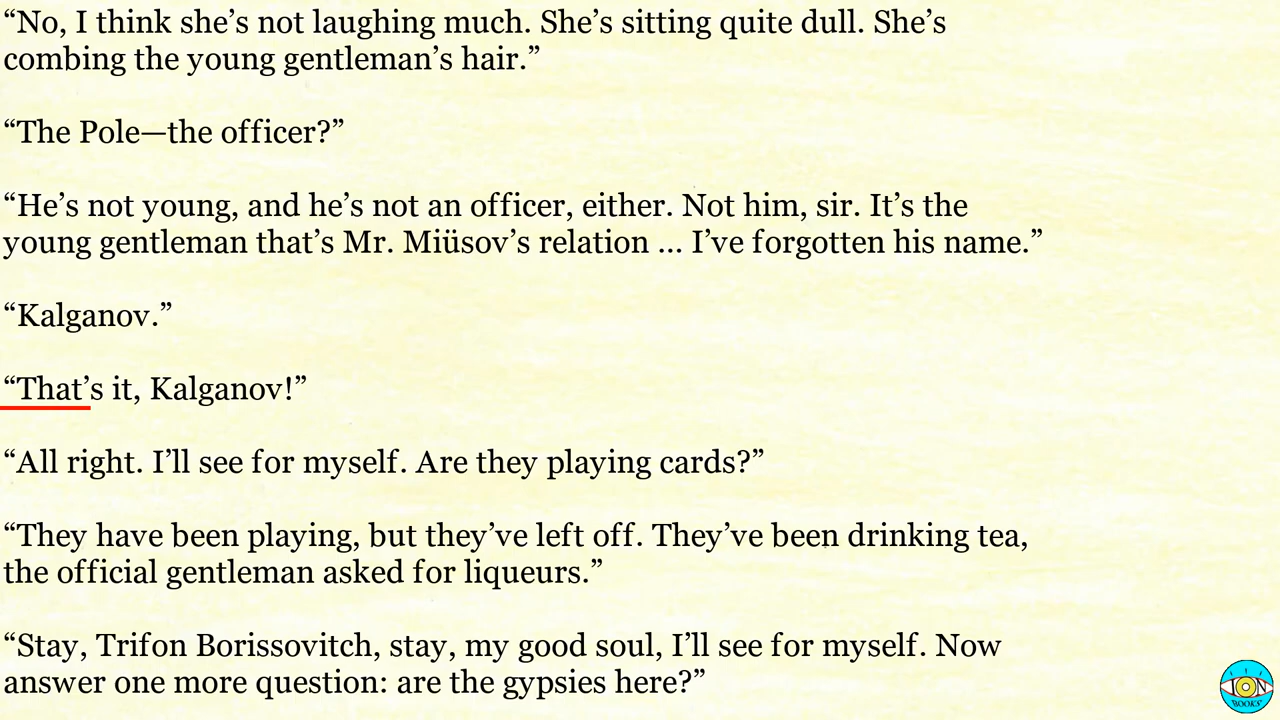 “No, I think she’s not laughing much. She’s sitting quite dull. She’s
combing the young gentleman’s hair.”
“The Pole—the officer?”
“He’s not young, and he’s not an officer, either. Not him, sir. It’s the
young gentleman that’s Mr. Miüsov’s relation ... I’ve forgotten his name.”
“Kalganov.”
“That’s it, Kalganov!”
“All right. I’ll see for myself. Are they playing cards?”
“They have been playing, but they’ve left off. They’ve been drinking tea,
the official gentleman asked for liqueurs.”
“Stay, Trifon Borissovitch, stay, my good soul, I’ll see for myself. Now
answer one more question: are the gypsies here?”
ION
BOOKS